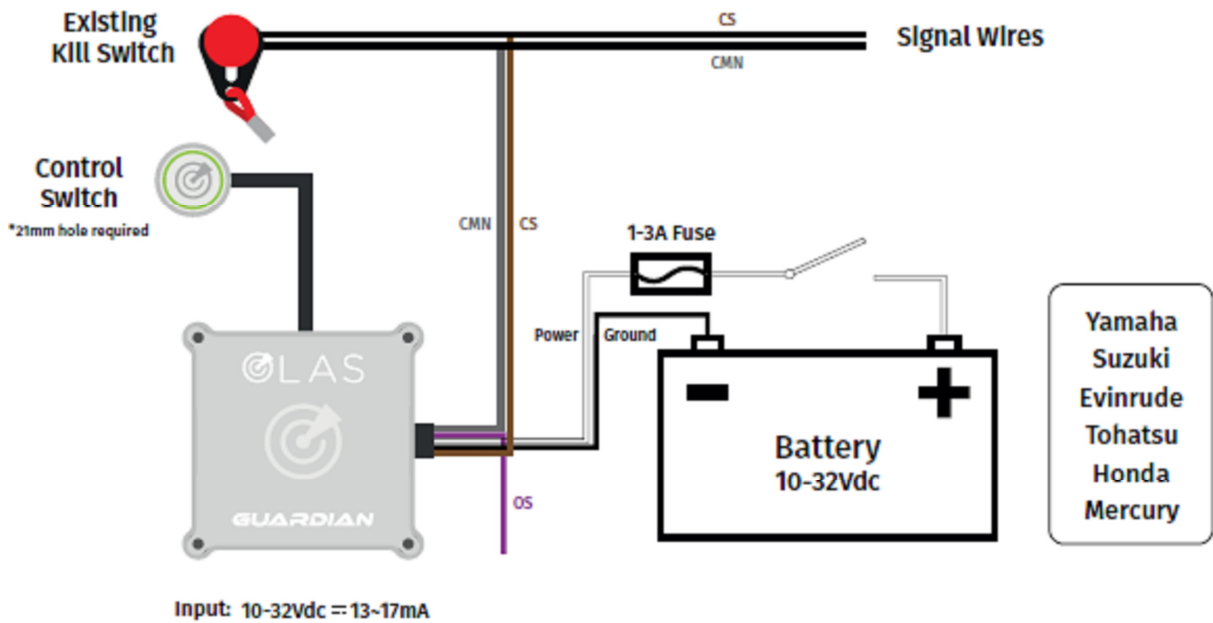 Existing
Kill Switch
CS
Signal Wires
CMN
Control
Switch
*21mm hole required
CMN
CS
1-3A Fuse
Power
Ground
OLAS
GUARDIAN
OS
Battery
10-32Vdc
Yamaha
Suzuki
Evinrude
Tohatsu
Honda
Mercury
Input: 10-32Vdc ⎓ 13~17mA